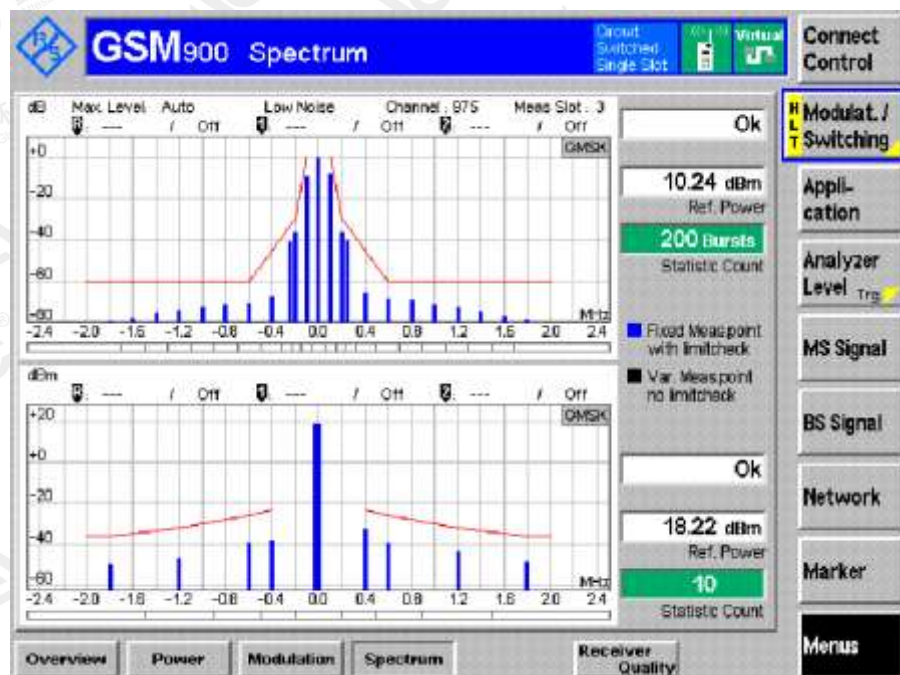 GSM900 Spectrum
Circuit Switched Single Slot
Virtual
Connect Control
dB Max. Level Auto Low Noise Channel : 975 Meas Slot : 3
--- / Off --- / Off --- / Off
GMSK
+0
-20
-40
-60
-80
MHz
-2.4 -2.0 -1.6 -1.2 -0.8 -0.4 0.0 0.4 0.8 1.2 1.6 2.0 2.4
Ok
10.24 dBm
Ref. Power
200 Bursts
Statistic Count
Fixed Meas.point
with limitcheck
Var. Meas.point
no limitcheck
dBm
--- / Off --- / Off --- / Off
GMSK
+20
+0
-20
-40
-60
MHz
-2.4 -2.0 -1.6 -1.2 -0.8 -0.4 0.0 0.4 0.8 1.2 1.6 2.0 2.4
Ok
18.22 dBm
Ref. Power
10
Statistic Count
HLT
Modulat. /
Switching
Appli-
cation
Analyzer
Level Trg
MS Signal
BS Signal
Network
Marker
Menus
Overview Power Modulation Spectrum Receiver Quality